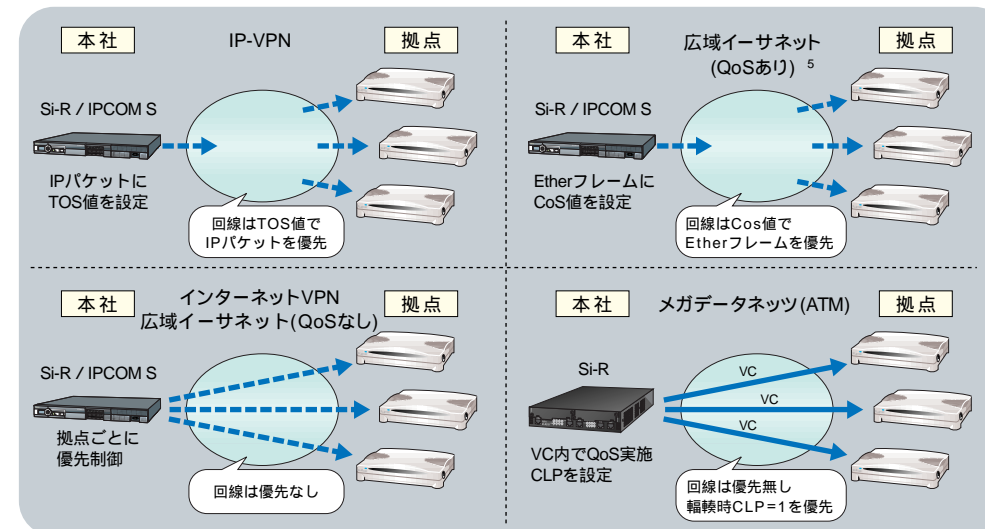 本社
IP-VPN
拠点
Si-R / IPCOM S
IPパケットに
TOS値を設定
回線はTOS値で
IPパケットを優先
本社
広域イーサネット
(QoSあり) 5
拠点
Si-R / IPCOM S
Etherフレームに
CoS値を設定
回線はCos値で
Etherフレームを優先
本社
インターネットVPN
広域イーサネット(QoSなし)
拠点
Si-R / IPCOM S
拠点ごとに
優先制御
回線は優先なし
本社
メガデータネッツ(ATM)
拠点
Si-R
VC
VC
VC
VC内でQoS実施
CLPを設定
回線は優先無し
輻輳時CLP=1を優先